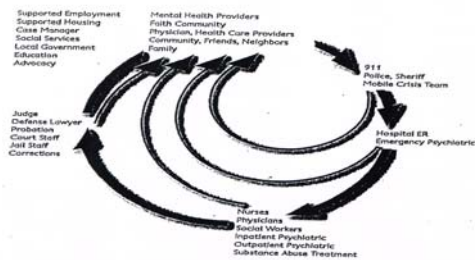 Supported Employment
Supported Housing
Case Manager
Social Services
Local Government
Education
Advocacy
Mental Health Providers
Faith Community
Physician, Health Care Providers
Community, Friends, Neighbors
Family
911
Police, Sheriff
Mobile Crisis Team
Hospital ER
Emergency Psychiatric
Nurses
Physicians
Social Workers
Inpatient Psychiatric
Outpatient Psychiatric
Substance Abuse Treatment
Judge
Defense Lawyer
Probation
Court Staff
Jail Staff
Corrections